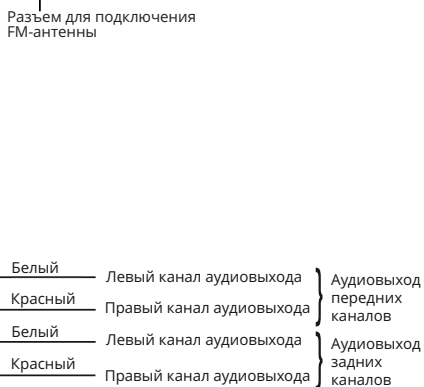 Разъем для подключения
FM-антенны
Белый
Левый канал аудиовыхода
Красный
Правый канал аудиовыхода
Аудиовыход
передних
каналов
Белый
Левый канал аудиовыхода
Красный
Правый канал аудиовыхода
Аудиовыход
задних
каналов